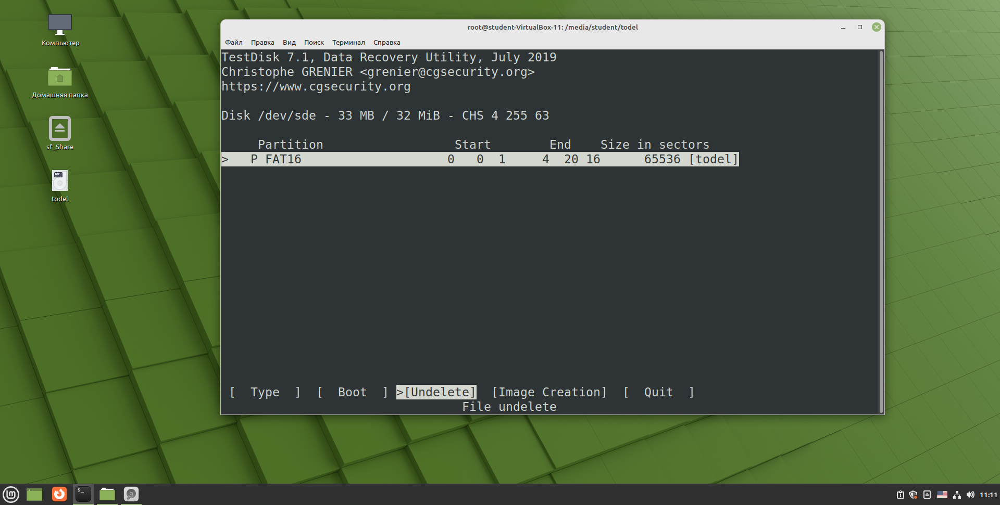 Компьютер
Домашняя папка
sf_Share
todel
root@student-VirtualBox-11: /media/student/todel
Файл Правка Вид Поиск Терминал Справка
TestDisk 7.1, Data Recovery Utility, July 2019
Christophe GRENIER <grenier@cgsecurity.org>
https://www.cgsecurity.org
Disk /dev/sde - 33 MB / 32 MiB - CHS 4 255 63
Partition Start End Size in sectors
> P FAT16 0 0 1 4 20 16 65536 [todel]
[ Type ] [ Boot ] >[Undelete] [Image Creation] [ Quit ]
File undelete
11:11